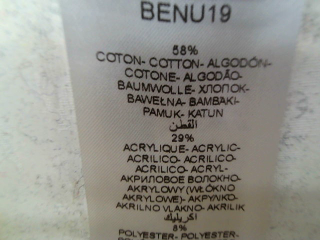 BENU19
58%
COTON- COTTON- ALGODÓN-
COTONE- ALGODÃO-
BAUMWOLLE- ХЛОПОК-
BAWEŁNA- BAMBAKI-
PAMUK- KATUN
القطن
29%
ACRYLIQUE- ACRYLIC-
ACRILICO- ACRILICO-
ACRILICO- ACRYL-
АКРИЛОВОЕ ВОЛОКНО-
AKRYLOWY (WŁÓKNO
AKRYLOWE)- АКРУΛΙΚΟ-
AKRILNO VLAKNO- AKRILIK
اكريليك
8%
POLYESTER- POLYESTER-